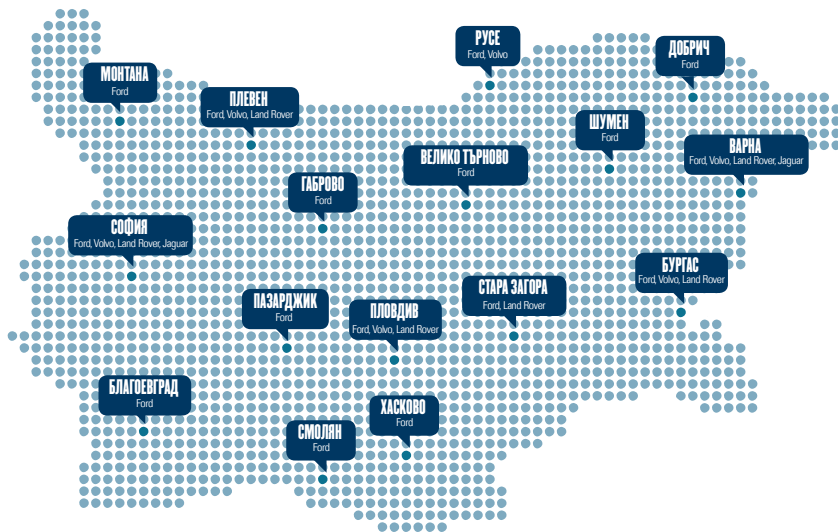 РУСЕ
Ford, Volvo
ДОБРИЧ
Ford
МОНТАНА
Ford
ПЛЕВЕН
Ford, Volvo, Land Rover
ШУМЕН
Ford
ВАРНА
Ford, Volvo, Land Rover, Jaguar
ВЕЛИКО ТЪРНОВО
Ford
ГАБРОВО
Ford
СОФИЯ
Ford, Volvo, Land Rover, Jaguar
БУРГАС
Ford, Volvo, Land Rover
СТАРА ЗАГОРА
Ford, Land Rover
ПАЗАРДЖИК
Ford
ПЛОВДИВ
Ford, Volvo, Land Rover
БЛАГОЕВГРАД
Ford
ХАСКОВО
Ford
СМОЛЯН
Ford